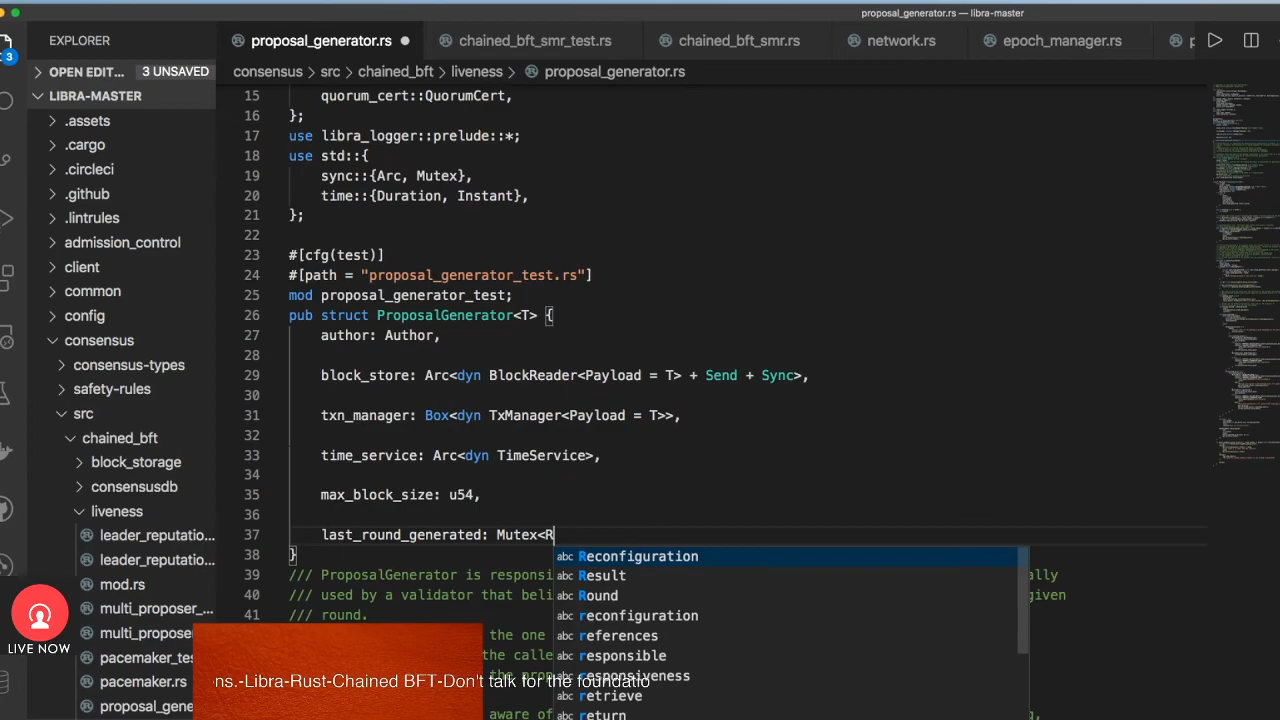 proposal_generator.rs — libra-master
EXPLORER
proposal_generator.rs
chained_bft_smr_test.rs
chained_bft_smr.rs
network.rs
epoch_manager.rs
3
OPEN EDIT... 3 UNSAVED
consensus > src > chained_bft > liveness > proposal_generator.rs
LIBRA-MASTER
.assets
.cargo
.circleci
.github
.lintrules
admission_control
client
common
config
consensus
consensus-types
safety-rules
src
chained_bft
block_storage
consensusdb
liveness
leader_reputatio...
leader_reputatio...
mod.rs
multi_proposer_...
multi_proposer
pacemaker_tes
pacemaker.rs
proposal_gene
15 quorum_cert::QuorumCert,
16 };
17 use libra_logger::prelude::*;
18 use std::{
19 sync::{Arc, Mutex},
20 time::{Duration, Instant},
21 };
22
23 #[cfg(test)]
24 #[path = "proposal_generator_test.rs"]
25 mod proposal_generator_test;
26 pub struct ProposalGenerator<T> {
27 author: Author,
28
29 block_store: Arc<dyn BlockReader<Payload = T> + Send + Sync>,
30
31 txn_manager: Box<dyn TxManager<Payload = T>>,
32
33 time_service: Arc<dyn TimeService>,
34
35 max_block_size: u54,
36
37 last_round_generated: Mutex<R
38 }
39 /// ProposalGenerator is responsi ally
40 /// used by a validator that beli given
41 /// round.
the one
the calle
the prop
aware of
abc Reconfiguration
abc Result
abc Round
abc reconfiguration
abc references
abc responsible
abc responsiveness
abc retrieve
abc return
LIVE NOW
ns.-Libra-Rust-Chained BFT-Don't talk for the foundatio